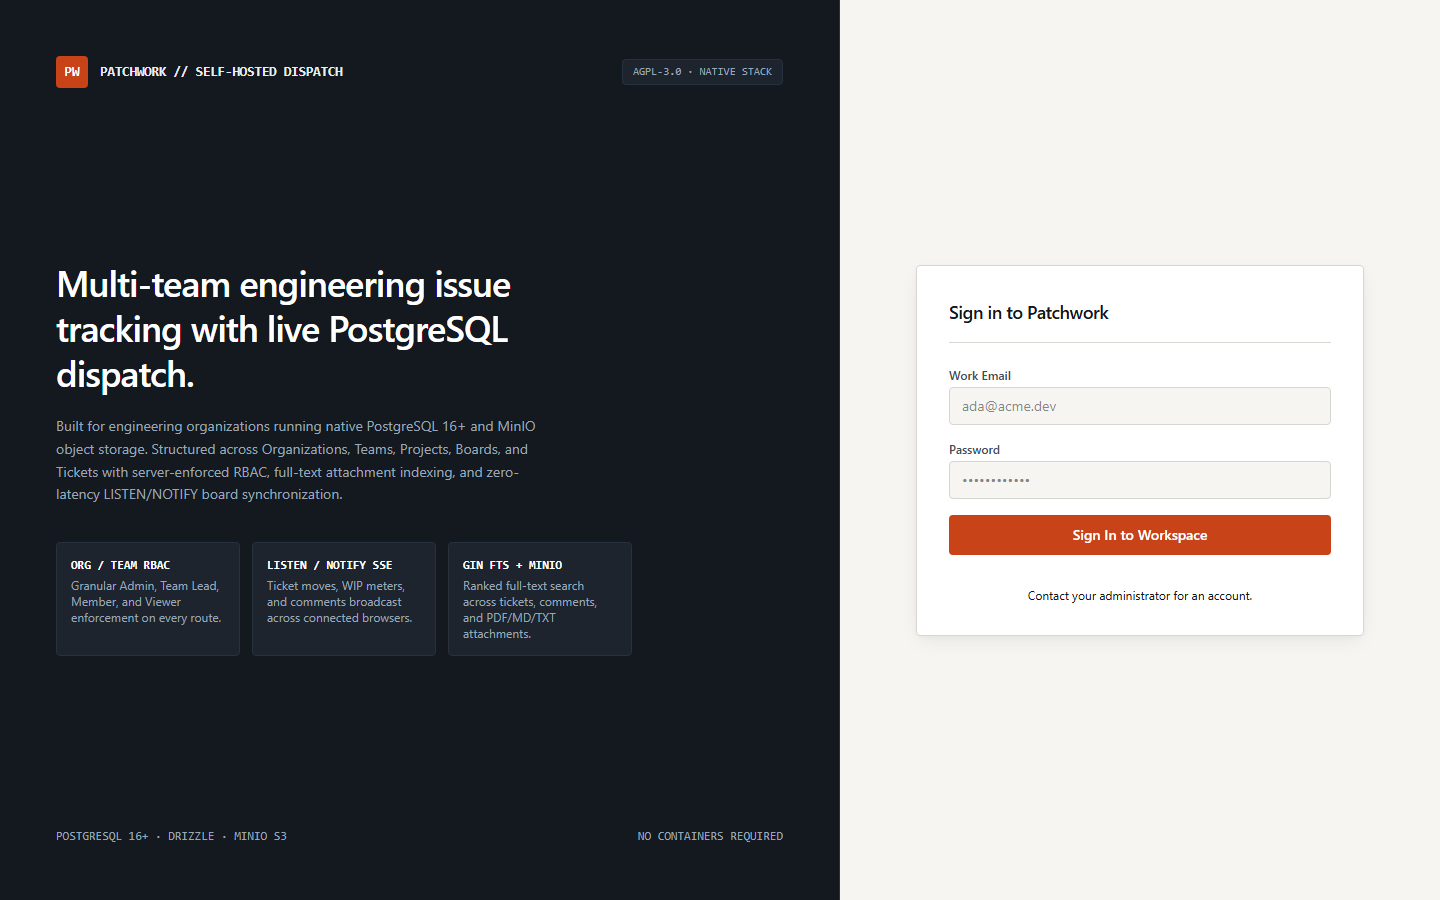 PW
PATCHWORK // SELF-HOSTED DISPATCH
AGPL-3.0 · NATIVE STACK
Multi-team engineering issue
tracking with live PostgreSQL
dispatch.
Built for engineering organizations running native PostgreSQL 16+ and MinIO
object storage. Structured across Organizations, Teams, Projects, Boards, and
Tickets with server-enforced RBAC, full-text attachment indexing, and zero-
latency LISTEN/NOTIFY board synchronization.
ORG / TEAM RBAC
Granular Admin, Team Lead,
Member, and Viewer
enforcement on every route.
LISTEN / NOTIFY SSE
Ticket moves, WIP meters,
and comments broadcast
across connected browsers.
GIN FTS + MINIO
Ranked full-text search
across tickets, comments,
and PDF/MD/TXT
attachments.
POSTGRESQL 16+ · DRIZZLE · MINIO S3
NO CONTAINERS REQUIRED
Sign in to Patchwork
Work Email
ada@acme.dev
Password
••••••••••••
Sign In to Workspace
Contact your administrator for an account.